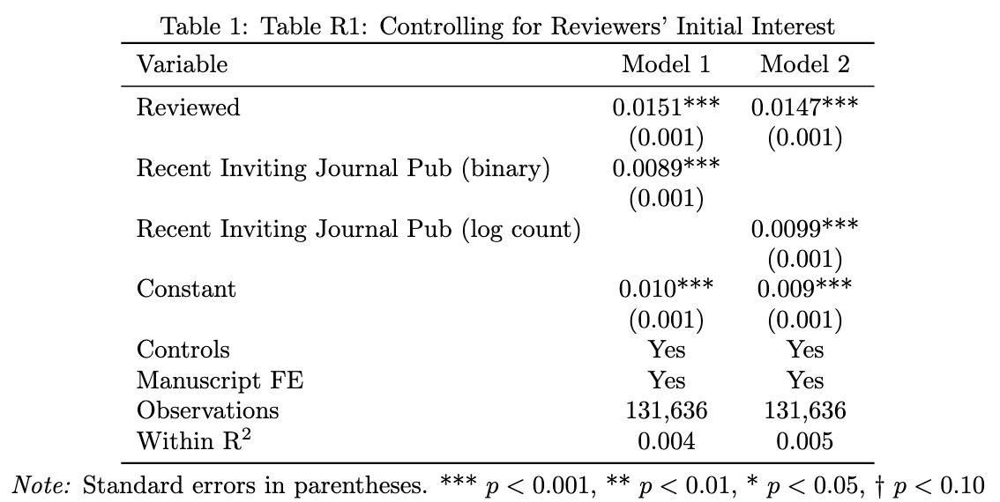 Table 1: Table R1: Controlling for Reviewers' Initial Interest
Variable Model 1 Model 2
Reviewed 0.0151*** 0.0147***
(0.001) (0.001)
Recent Inviting Journal Pub (binary) 0.0089***
(0.001)
Recent Inviting Journal Pub (log count) 0.0099***
(0.001)
Constant 0.010*** 0.009***
(0.001) (0.001)
Controls Yes Yes
Manuscript FE Yes Yes
Observations 131,636 131,636
Within R² 0.004 0.005
Note: Standard errors in parentheses. *** p < 0.001, ** p < 0.01, * p < 0.05, † p < 0.10